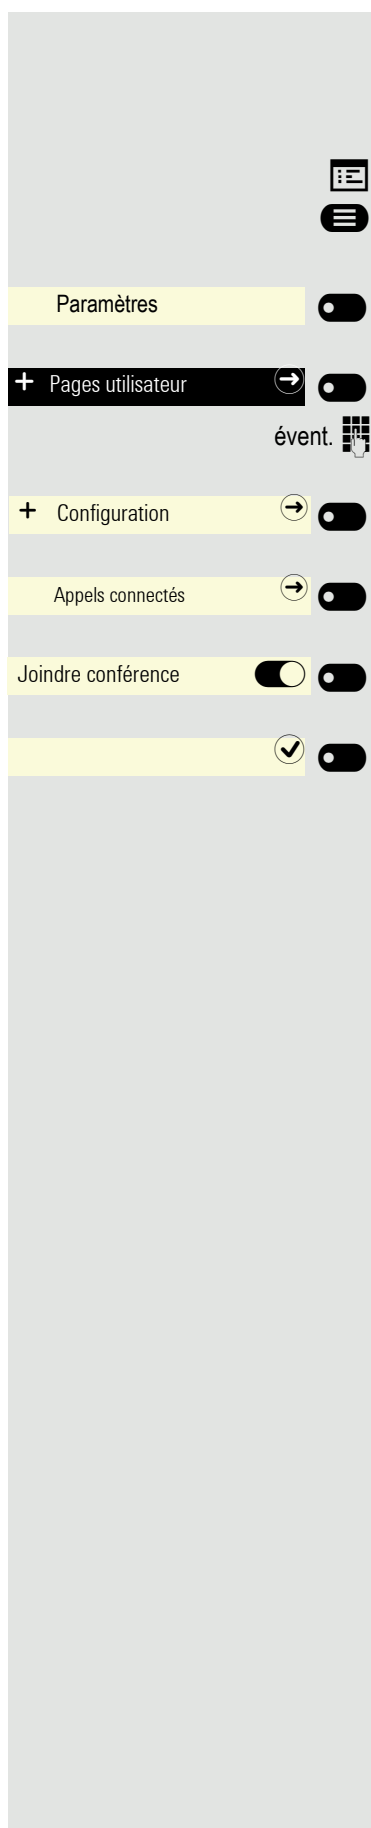 Paramètres
+ Pages utilisateur
évent.
+ Configuration
Appels connectés
Joindre conférence